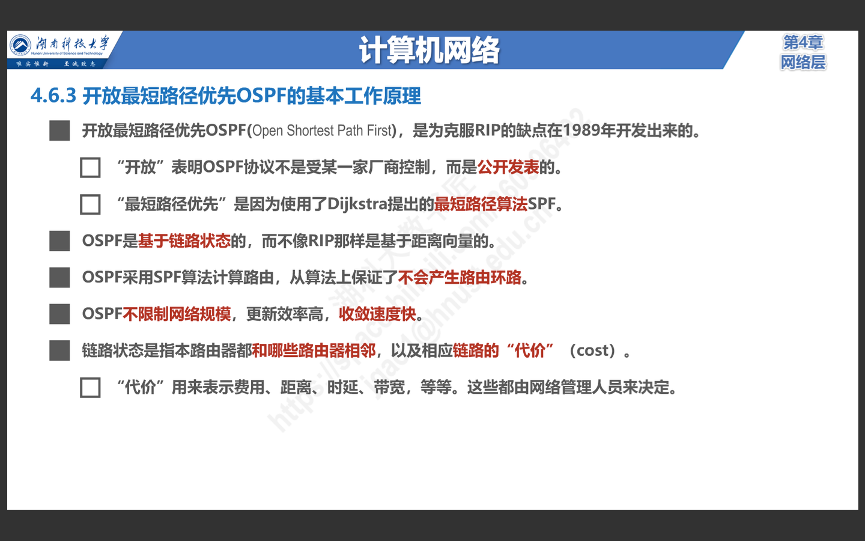 湖南科技大学
Hunan University of Science and Technology
唯实惟新 至诚致志
计算机网络
第4章
网络层
4.6.3 开放最短路径优先OSPF的基本工作原理
开放最短路径优先OSPF(Open Shortest Path First)，是为克服RIP的缺点在1989年开发出来的。
“开放”表明OSPF协议不是受某一家厂商控制，而是公开发表的。
“最短路径优先”是因为使用了Dijkstra提出的最短路径算法SPF。
OSPF是基于链路状态的，而不像RIP那样是基于距离向量的。
OSPF采用SPF算法计算路由，从算法上保证了不会产生路由环路。
OSPF不限制网络规模，更新效率高，收敛速度快。
链路状态是指本路由器都和哪些路由器相邻，以及相应链路的“代价”（cost）。
“代价”用来表示费用、距离、时延、带宽，等等。这些都由网络管理人员来决定。